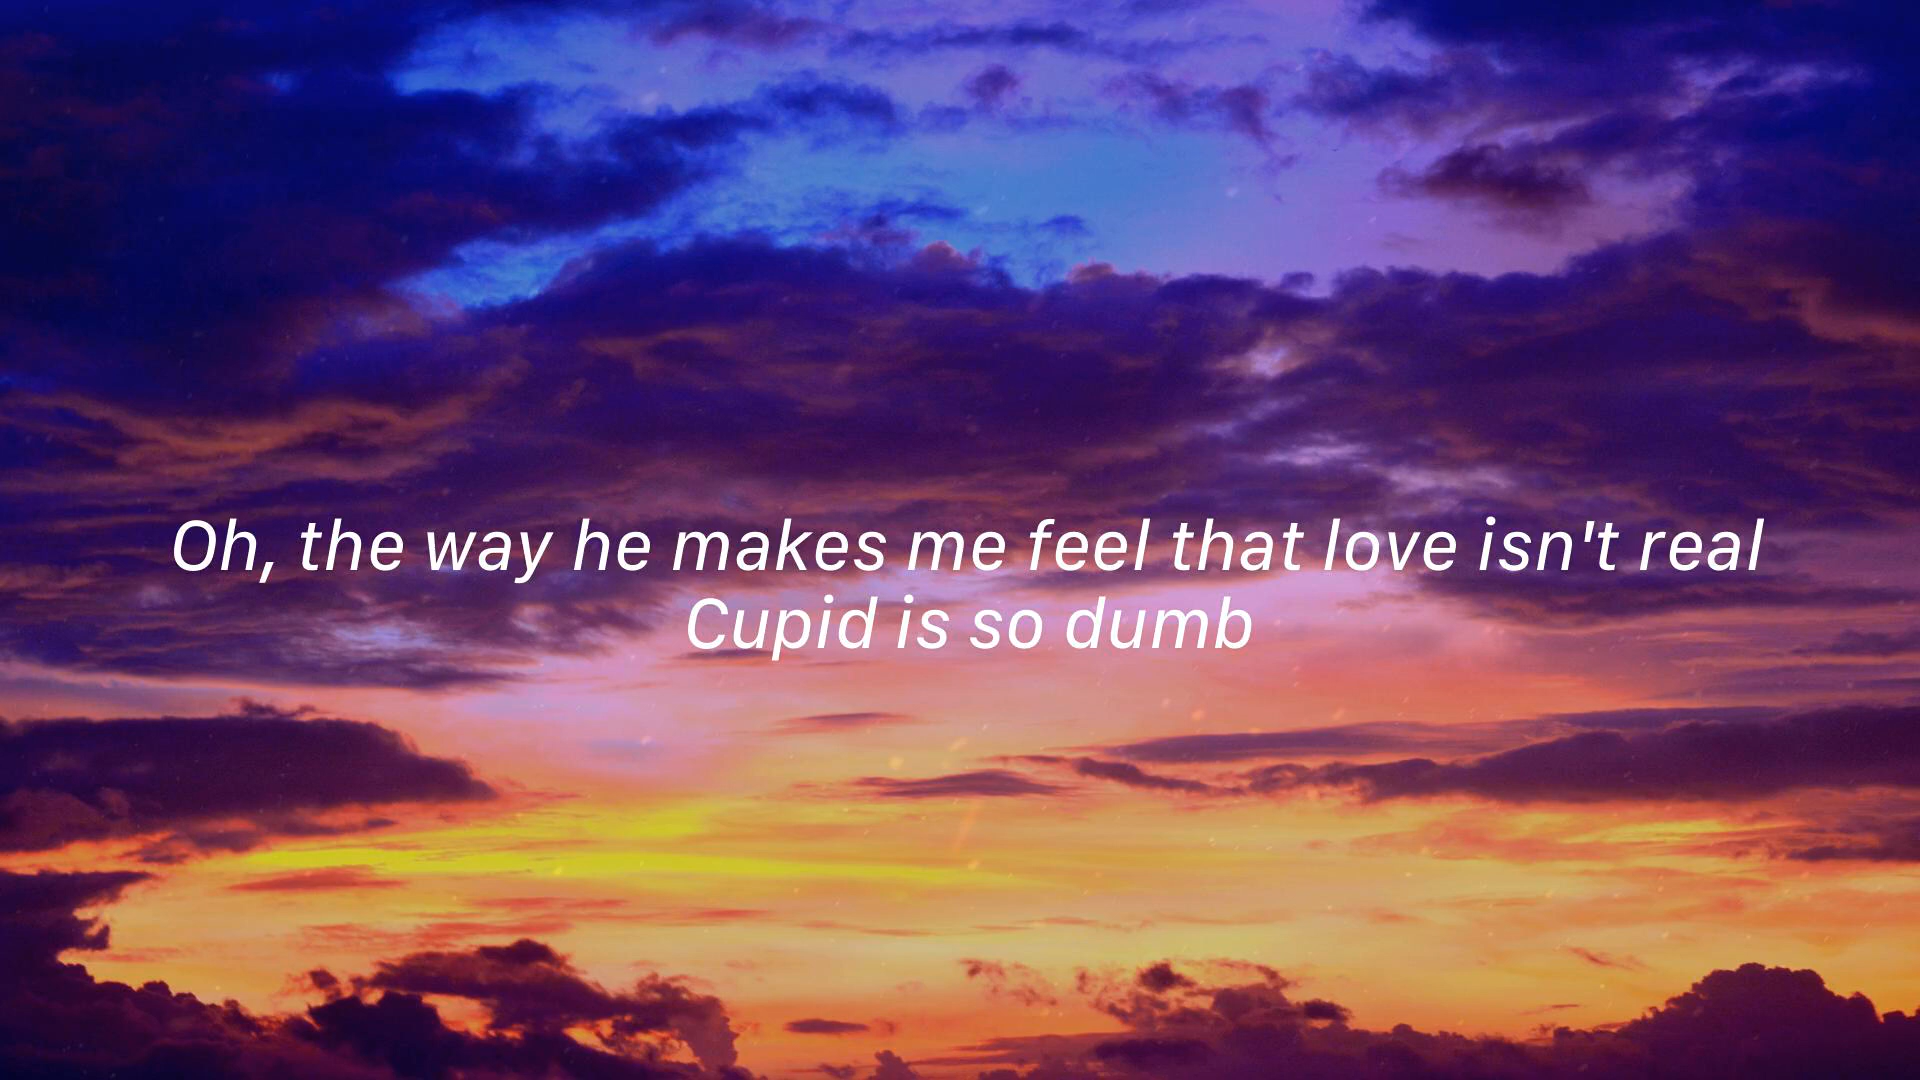 Oh, the way he makes me feel that love isn't real
Cupid is so dumb